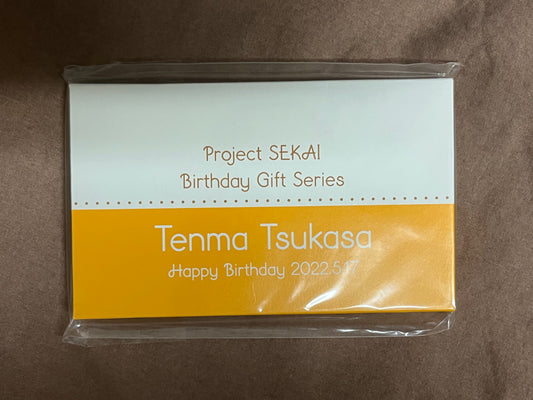 Project SEKAI
Birthday Gift Series
Tenma Tsukasa
Happy Birthday 2022.5.17